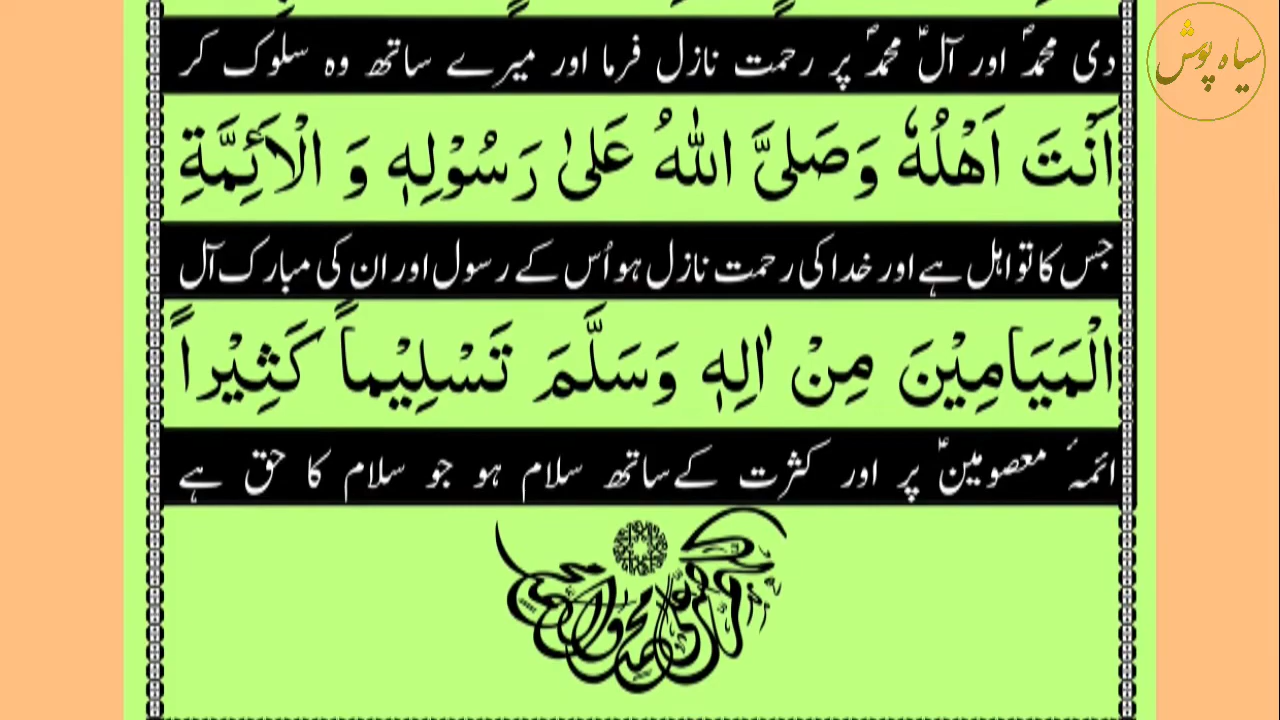 دی محمدؐ اور آلؑ محمدؐ پر رحمت نازل فرما اور میرے ساتھ وہ سلوک کر
اَنْتَ اَهْلُهٗ وَصَلَّى اللّٰهُ عَلٰى رَسُوْلِهٖ وَ الْاَئِمَّةِ
جس کا تو اہل ہے اور خدا کی رحمت نازل ہو اُس کے رسول اور ان کی مبارک آل
الْمَيَامِيْنَ مِنْ اٰلِهٖ وَسَلَّمَ تَسْلِيْماً كَثِيْراً
ائمہٴ معصومینؑ پر اور کثرت کے ساتھ سلام ہو جو سلام کا حق ہے
سیاہ پوش